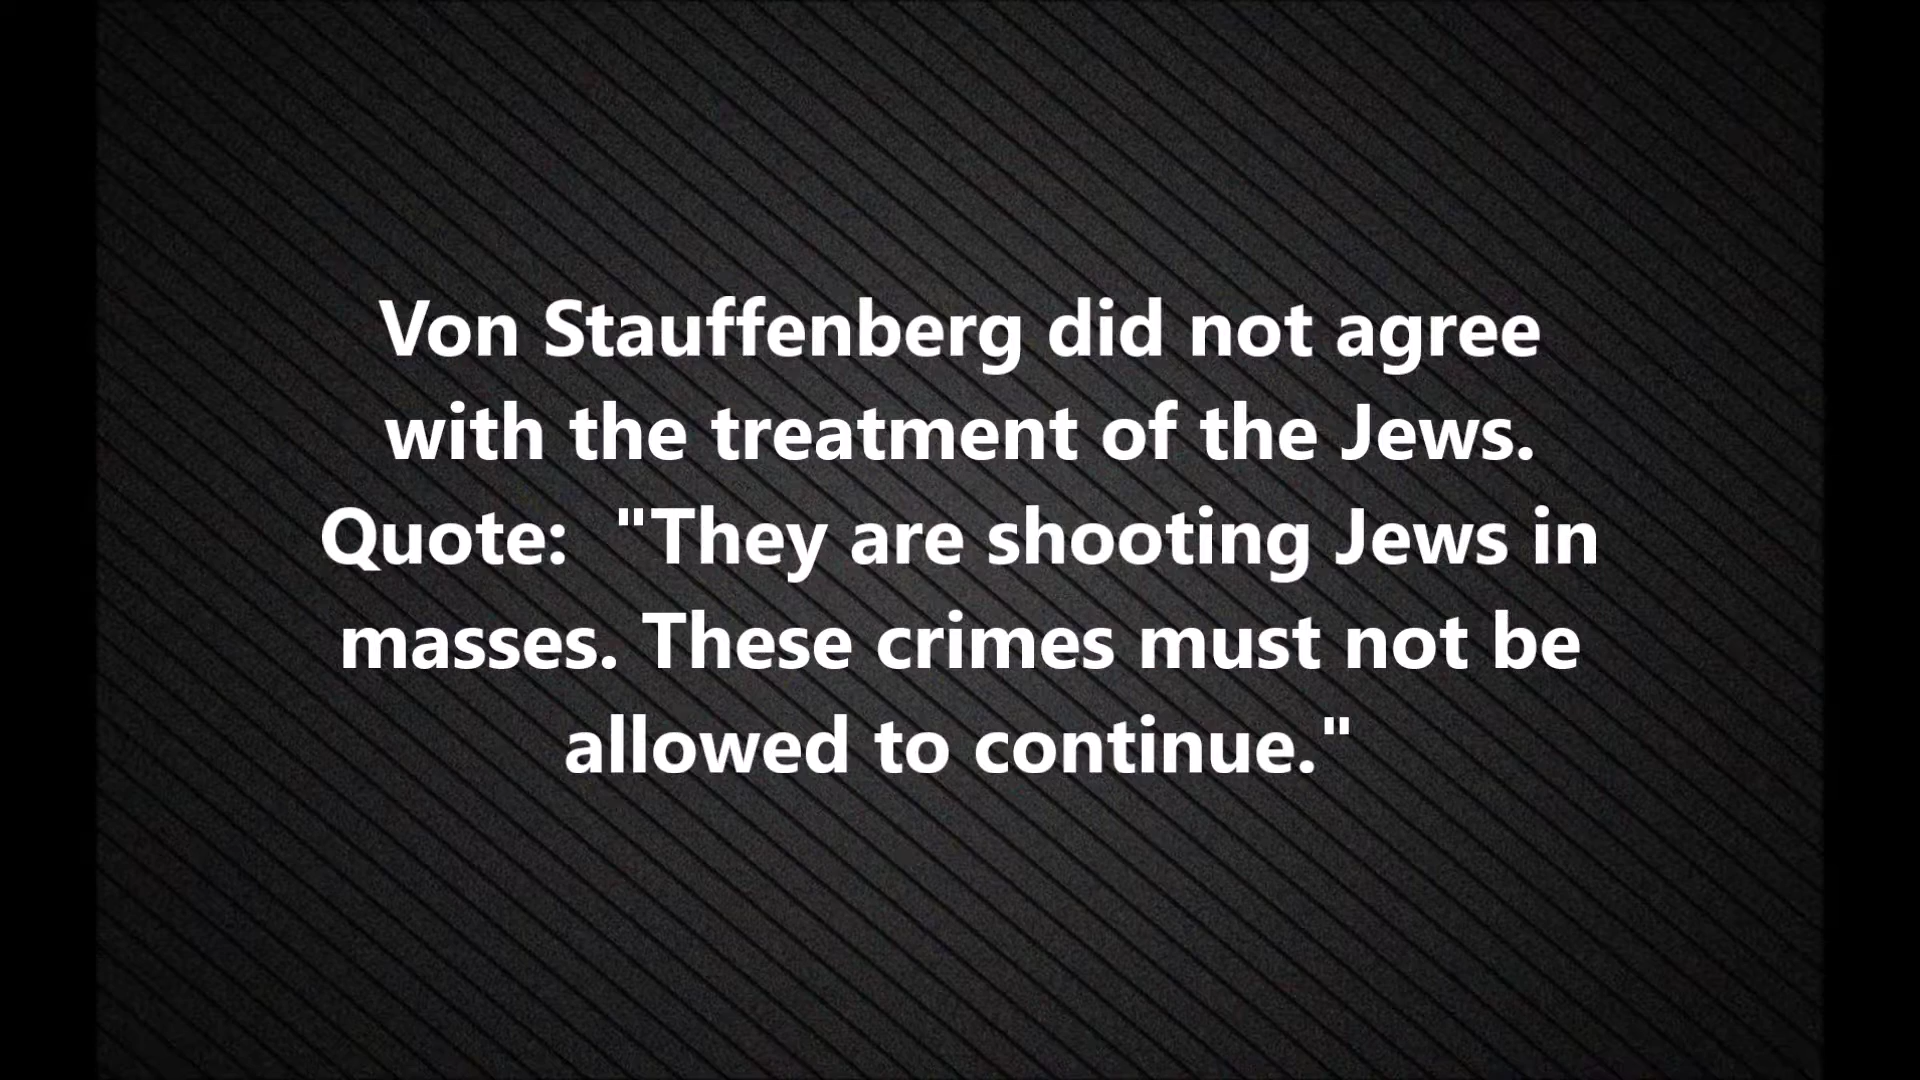 Von Stauffenberg did not agree
with the treatment of the Jews.
Quote:  "They are shooting Jews in
masses. These crimes must not be
allowed to continue."